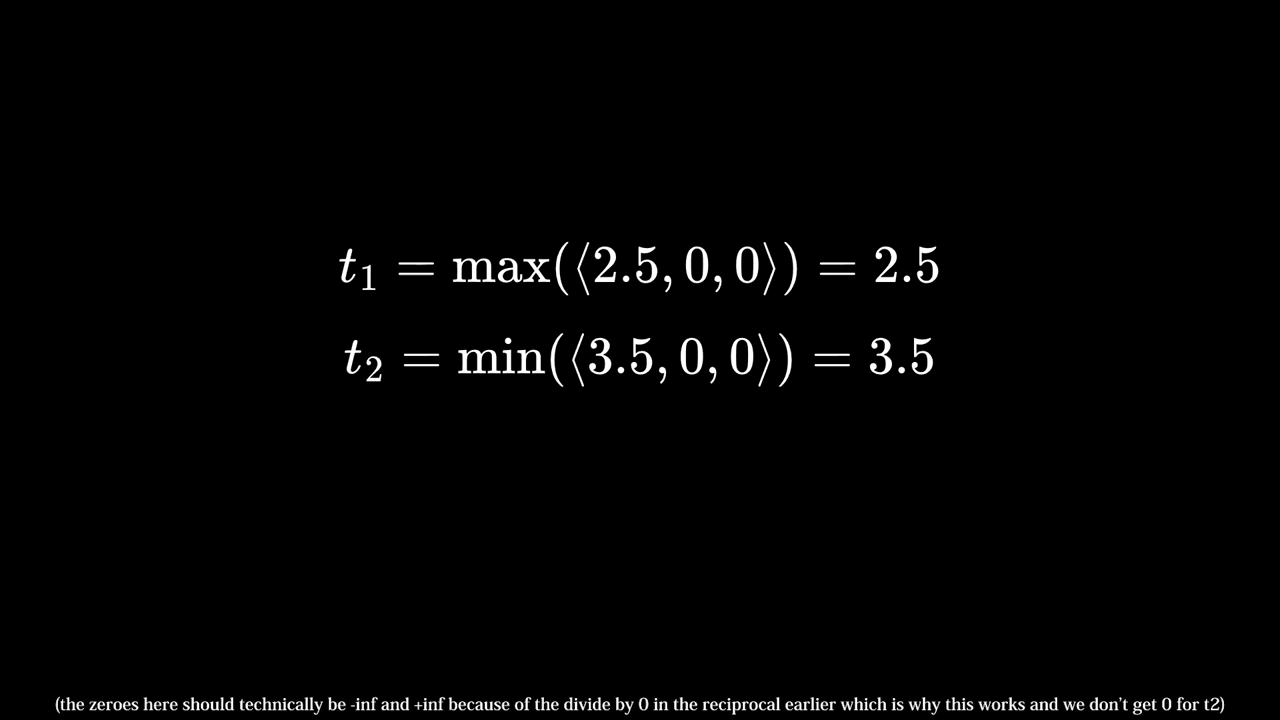 t₁ = max(⟨2.5, 0, 0⟩) = 2.5
t₂ = min(⟨3.5, 0, 0⟩) = 3.5
(the zeroes here should technically be -inf and +inf because of the divide by 0 in the reciprocal earlier which is why this works and we don’t get 0 for t2)